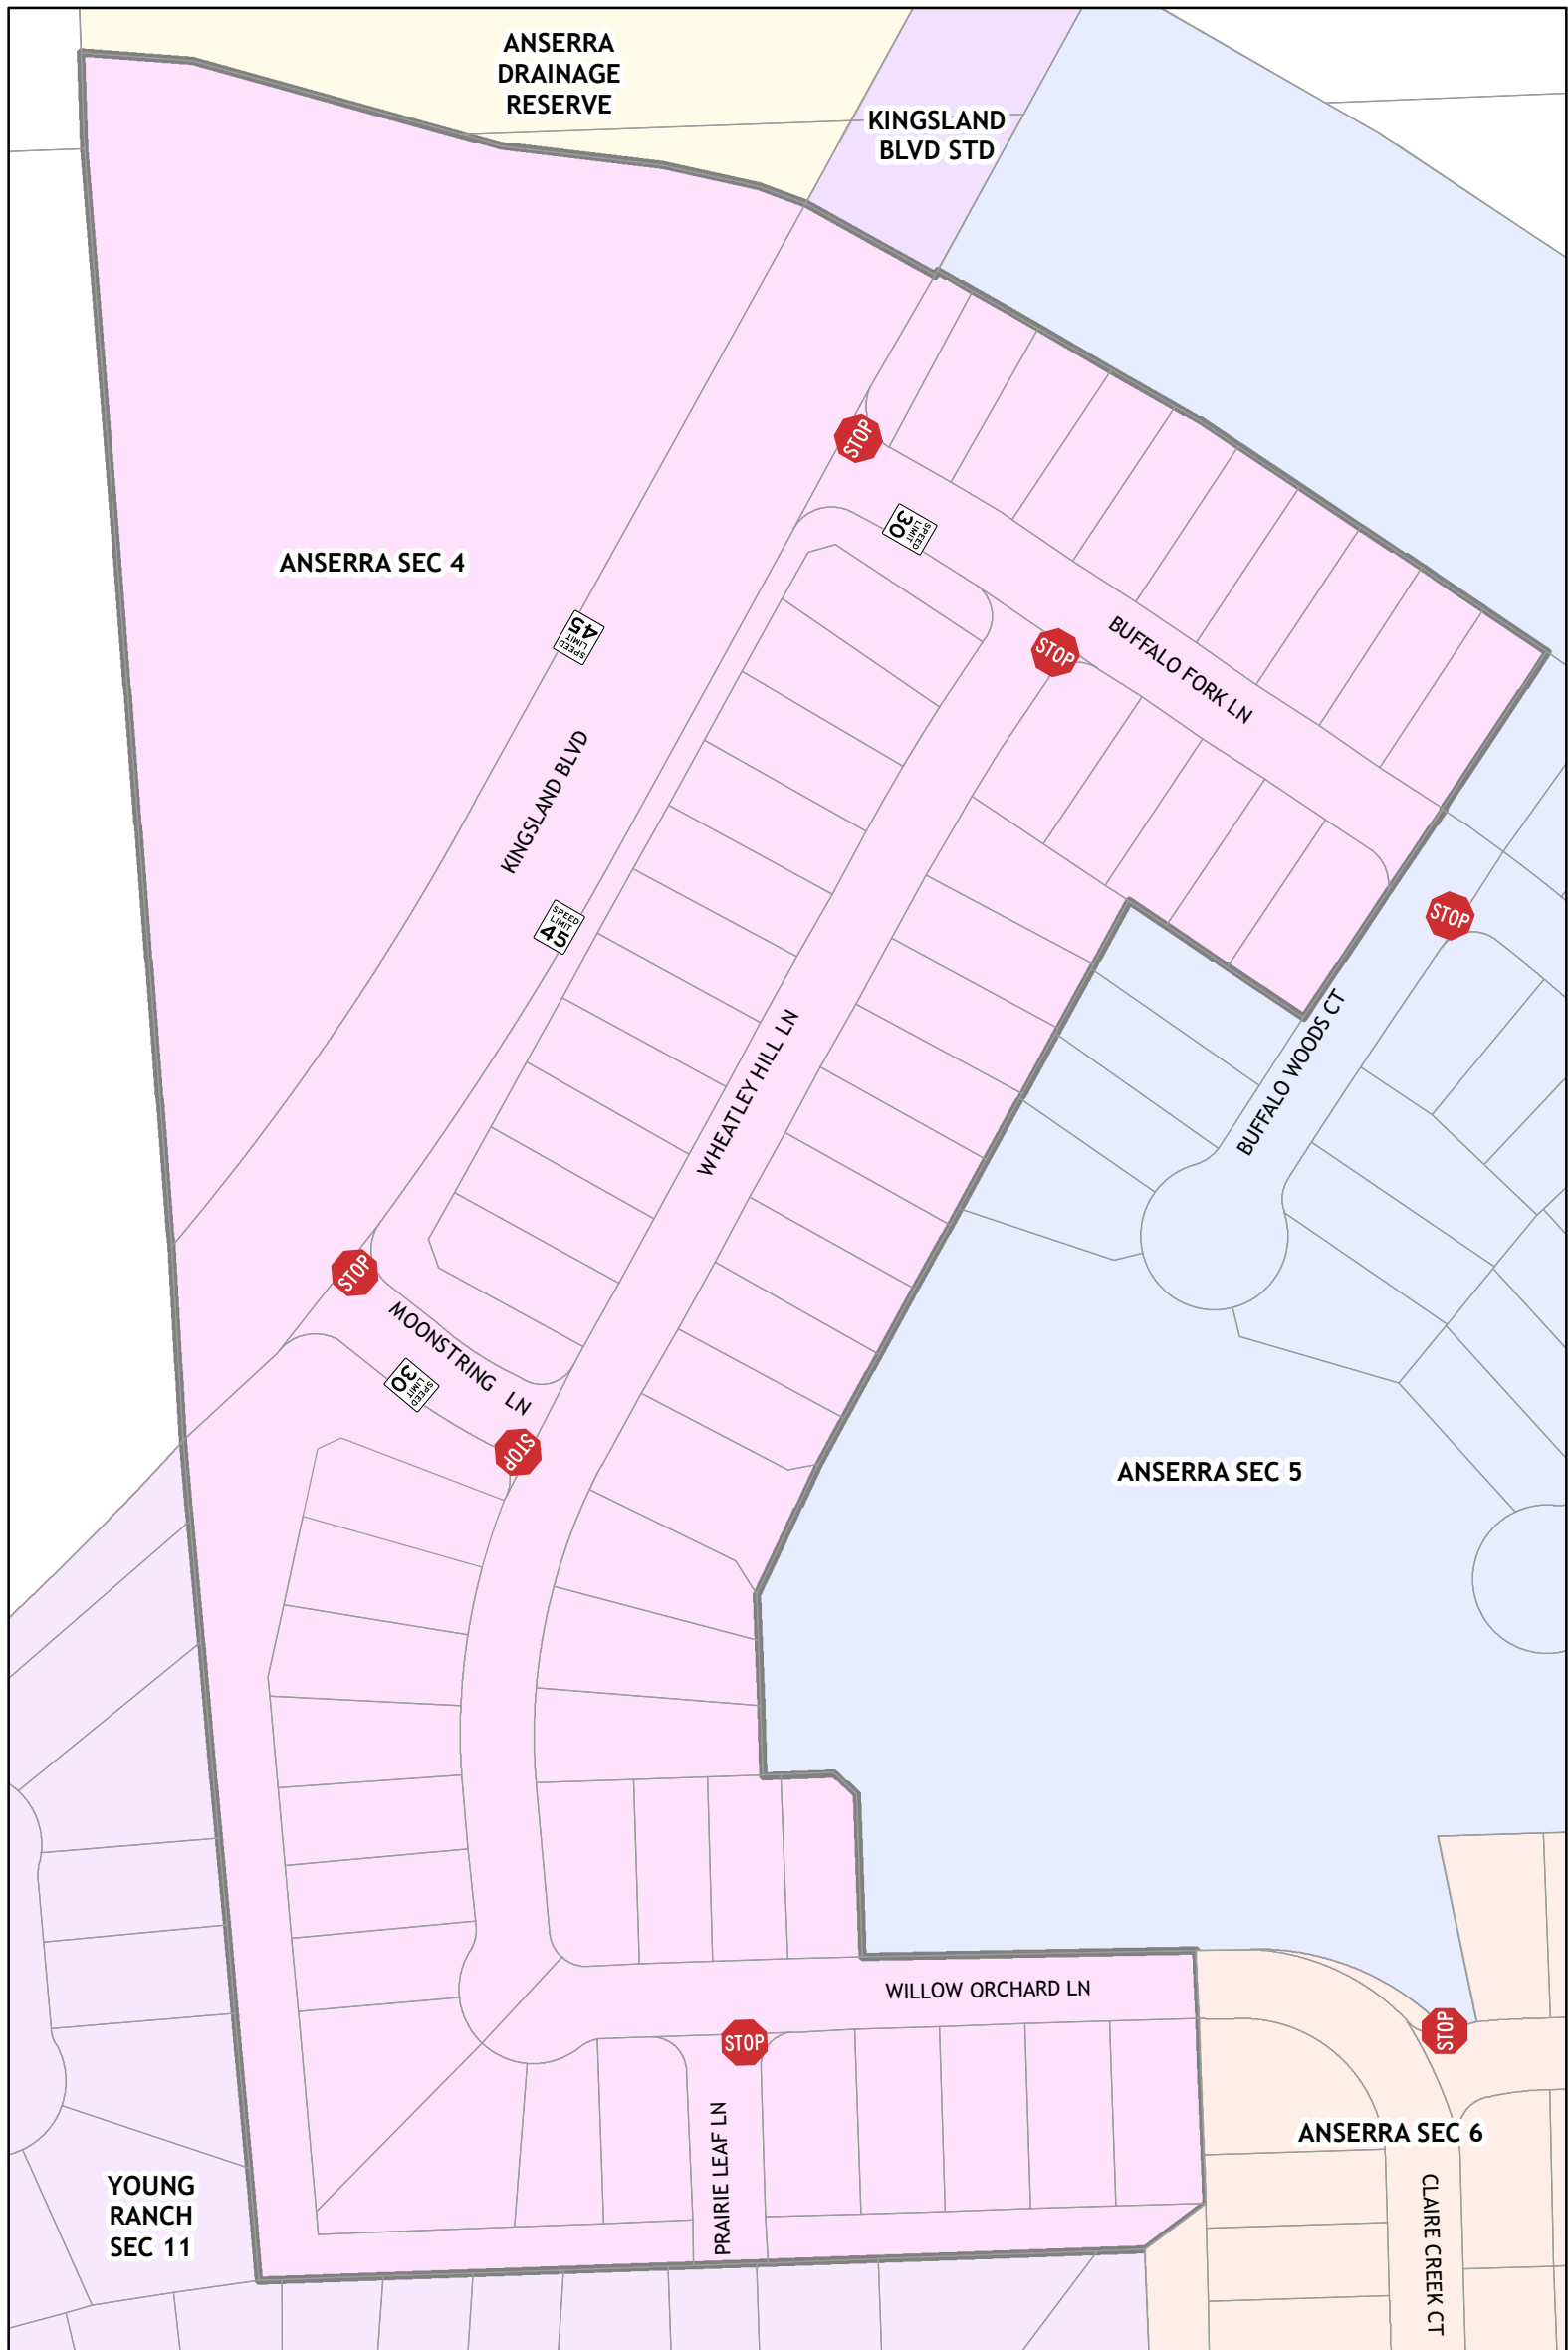 ANSERRA
DRAINAGE
RESERVE
KINGSLAND
BLVD STD
STOP
SPEED
LIMIT
30
ANSERRA SEC 4
SPEED
LIMIT
45
STOP
BUFFALO FORK LN
KINGSLAND BLVD
SPEED
LIMIT
45
STOP
BUFFALO WOODS CT
WHEATLEY HILL LN
STOP
MOONSTRING LN
SPEED
LIMIT
30
STOP
ANSERRA SEC 5
WILLOW ORCHARD LN
STOP
STOP
ANSERRA SEC 6
PRAIRIE LEAF LN
CLAIRE CREEK CT
YOUNG
RANCH
SEC 11